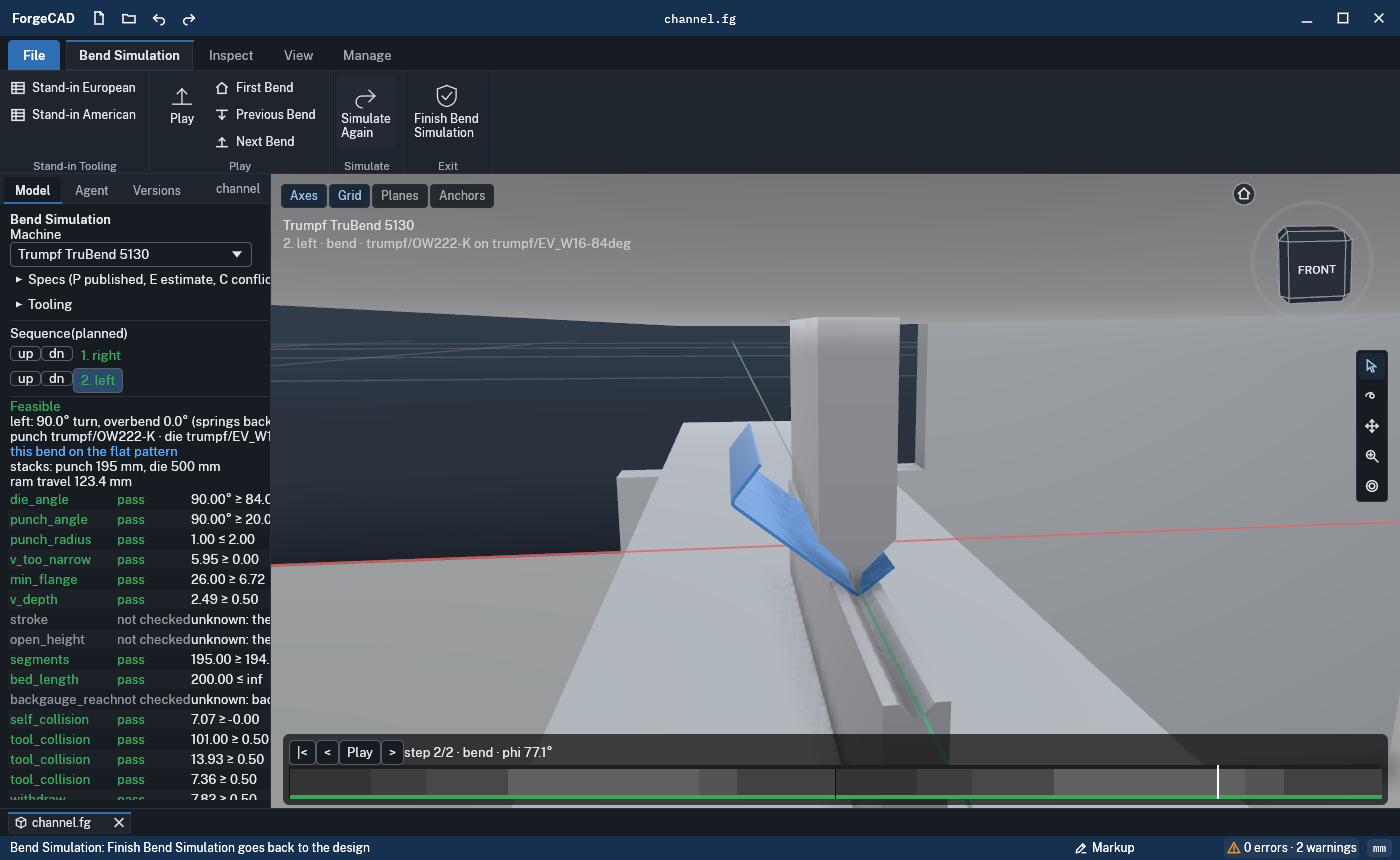 ForgeCAD
channel.fg
File
Bend Simulation
Inspect
View
Manage
Stand-in European
Stand-in American
Stand-in Tooling
Play
First Bend
Previous Bend
Next Bend
Play
Simulate
Again
Simulate
Finish Bend
Simulation
Exit
Model
Agent
Versions
channel
Bend Simulation
Machine
Trumpf TruBend 5130
Specs (P published, E estimate, C conflic
Tooling
Sequence(planned)
up dn 1. right
up dn 2. left
Feasible
left: 90.0° turn, overbend 0.0° (springs back
punch trumpf/OW222-K · die trumpf/EV_W1
this bend on the flat pattern
stacks: punch 195 mm, die 500 mm
ram travel 123.4 mm
die_angle pass 90.00° ≥ 84.0
punch_angle pass 90.00° ≥ 20.0
punch_radius pass 1.00 ≤ 2.00
v_too_narrow pass 5.95 ≥ 0.00
min_flange pass 26.00 ≥ 6.72
v_depth pass 2.49 ≥ 0.50
stroke not checked unknown: the
open_height not checked unknown: the
segments pass 195.00 ≥ 194.
bed_length pass 200.00 ≤ inf
backgauge_reach not checked unknown: bac
self_collision pass 7.07 ≥ -0.00
tool_collision pass 101.00 ≥ 0.50
tool_collision pass 13.93 ≥ 0.50
tool_collision pass 7.36 ≥ 0.50
withdraw pass 7.82 ≥ 0.50
Axes Grid Planes Anchors
Trumpf TruBend 5130
2. left · bend · trumpf/OW222-K on trumpf/EV_W16-84deg
FRONT
|< < Play > step 2/2 · bend · phi 77.1°
channel.fg
Bend Simulation: Finish Bend Simulation goes back to the design
Markup
0 errors · 2 warnings
mm